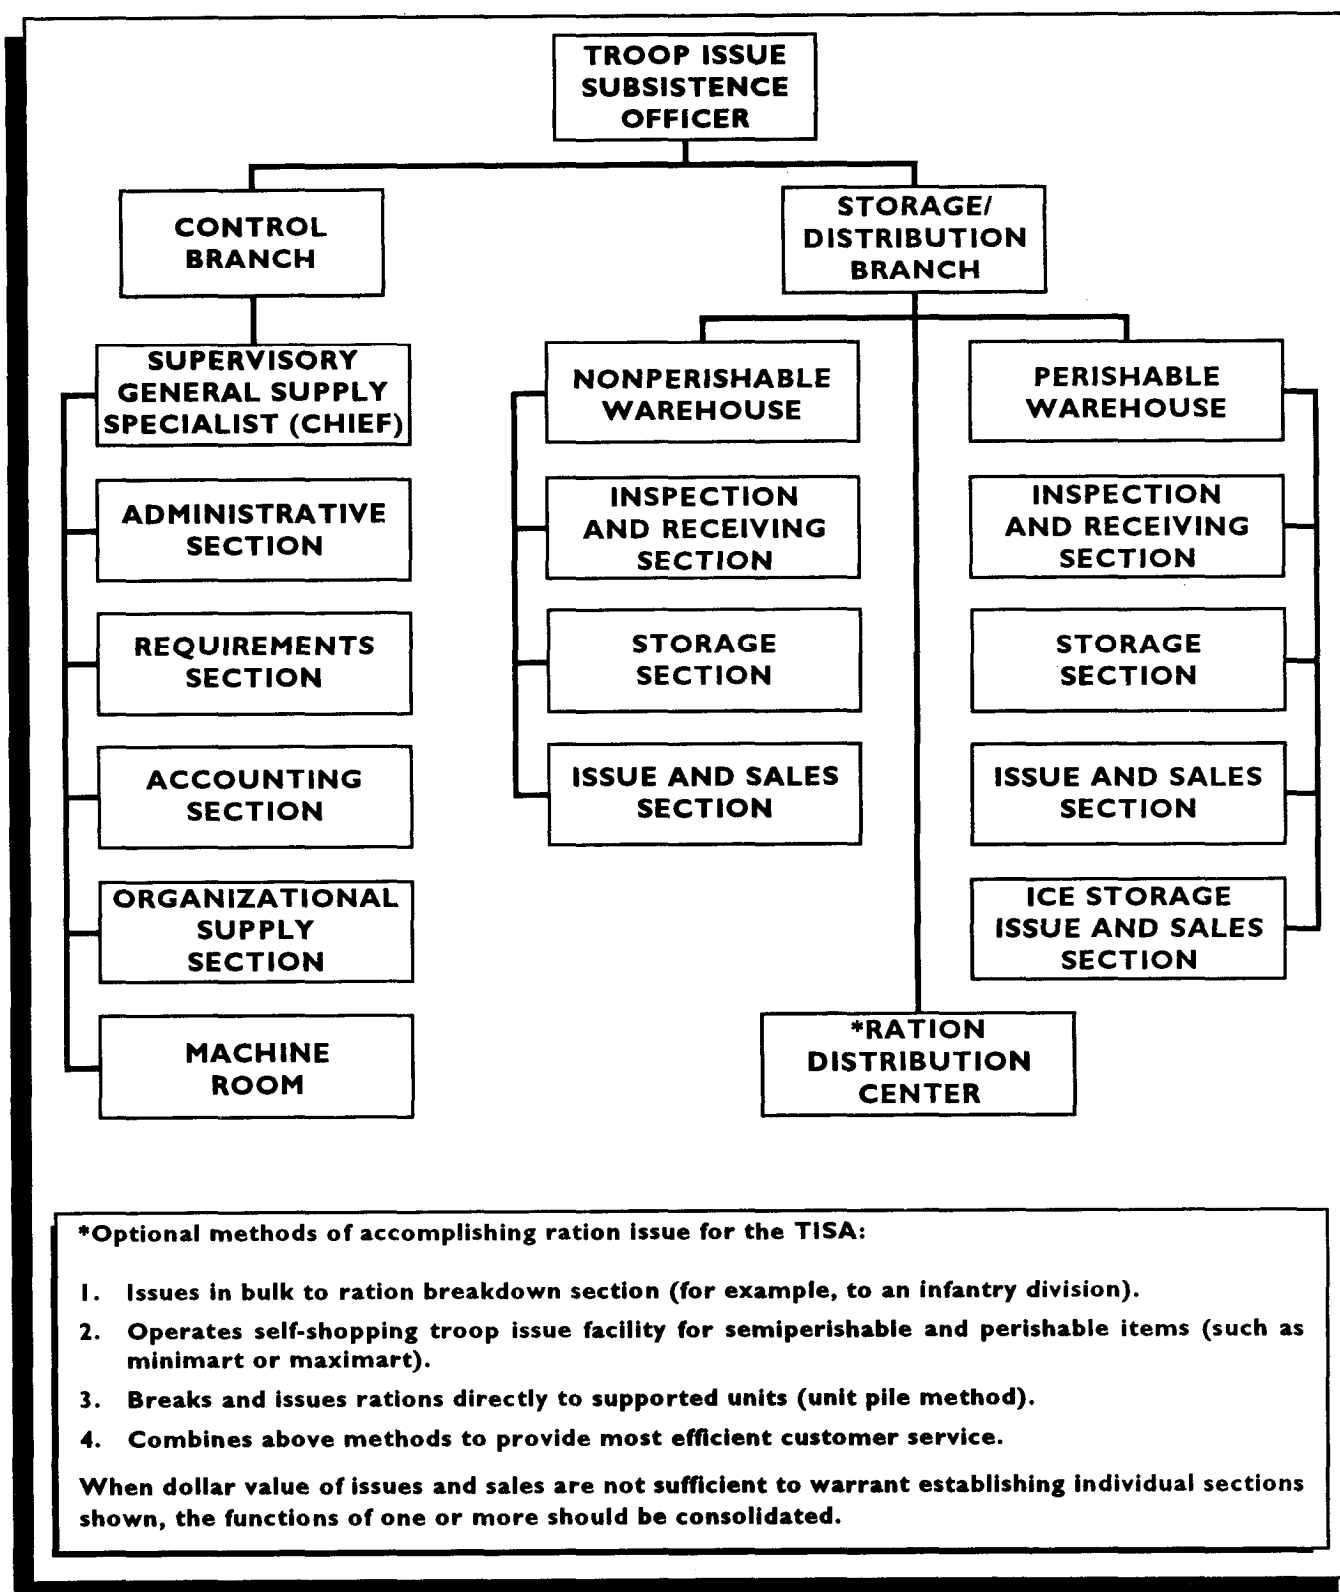 TROOP ISSUE
SUBSISTENCE
OFFICER
CONTROL
BRANCH
STORAGE/
DISTRIBUTION
BRANCH
SUPERVISORY
GENERAL SUPPLY
SPECIALIST (CHIEF)
ADMINISTRATIVE
SECTION
REQUIREMENTS
SECTION
ACCOUNTING
SECTION
ORGANIZATIONAL
SUPPLY
SECTION
MACHINE
ROOM
NONPERISHABLE
WAREHOUSE
INSPECTION
AND RECEIVING
SECTION
STORAGE
SECTION
ISSUE AND SALES
SECTION
PERISHABLE
WAREHOUSE
INSPECTION
AND RECEIVING
SECTION
STORAGE
SECTION
ISSUE AND SALES
SECTION
ICE STORAGE
ISSUE AND SALES
SECTION
*RATION
DISTRIBUTION
CENTER
*Optional methods of accomplishing ration issue for the TISA:
1. Issues in bulk to ration breakdown section (for example, to an infantry division).
2. Operates self-shopping troop issue facility for semiperishable and perishable items (such as
minimart or maximart).
3. Breaks and issues rations directly to supported units (unit pile method).
4. Combines above methods to provide most efficient customer service.
When dollar value of issues and sales are not sufficient to warrant establishing individual sections
shown, the functions of one or more should be consolidated.